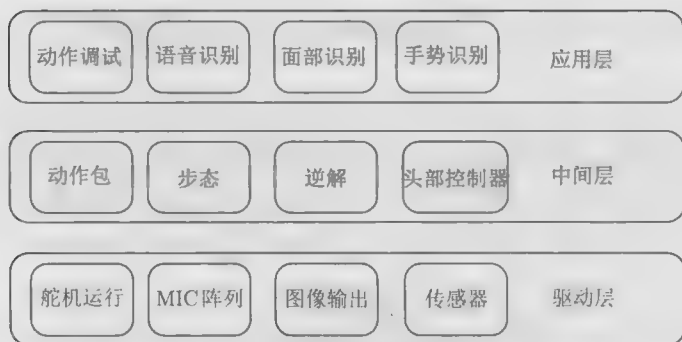 动作调试 语音识别 面部识别 手势识别 应用层
动作包 步态 逆解 头部控制器 中间层
舵机运行 MIC阵列 图像输出 传感器 驱动层